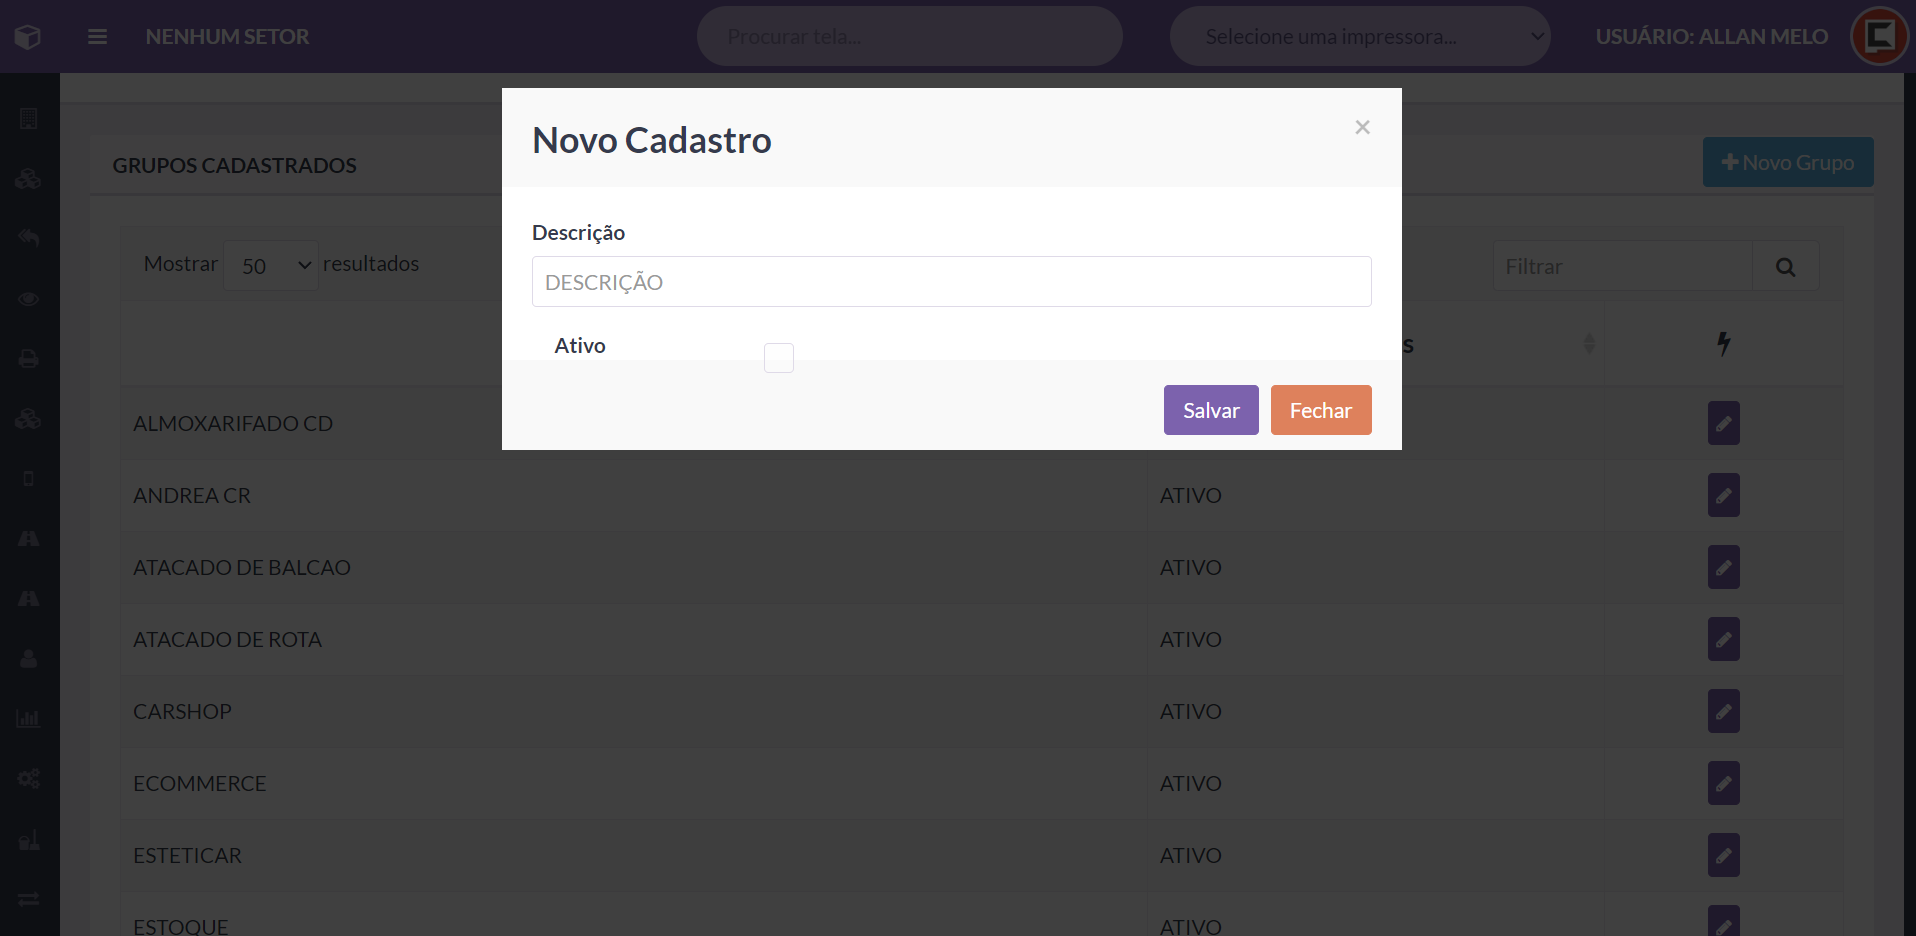 NENHUM SETOR
Procurar tela...
Selecione uma impressora...
USUÁRIO: ALLAN MELO
Novo Cadastro
×
GRUPOS CADASTRADOS
Novo Grupo
Descrição
DESCRIÇÃO
Mostrar 50 resultados
Filtrar
Ativo
S
Salvar
Fechar
ALMOXARIFADO CD
ANDREA CR ATIVO
ATACADO DE BALCAO ATIVO
ATACADO DE ROTA ATIVO
CARSHOP ATIVO
ECOMMERCE ATIVO
ESTETICAR ATIVO
ESTOQUE ATIVO